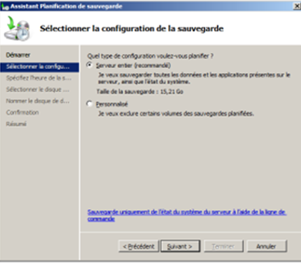 Assistant Planification de sauvegarde
Sélectionner la configuration de la sauvegarde
Démarrer
Sélectionner la configu...
Spécifiez l'heure de la s...
Sélectionner le disque ...
Nommer le disque de d...
Confirmation
Résumé
Quel type de configuration voulez-vous planifier ?
Serveur entier (recommandé)
Je veux sauvegarder toutes les données et les applications présentes sur le
serveur, ainsi que l'état du système.
Taille de la sauvegarde : 15,21 Go
Personnalisé
Je veux exclure certains volumes des sauvegardes planifiées.
Sauvegarde uniquement de l'état du système du serveur à l'aide de la ligne de
commande
< Précédent
Suivant >
Terminer
Annuler